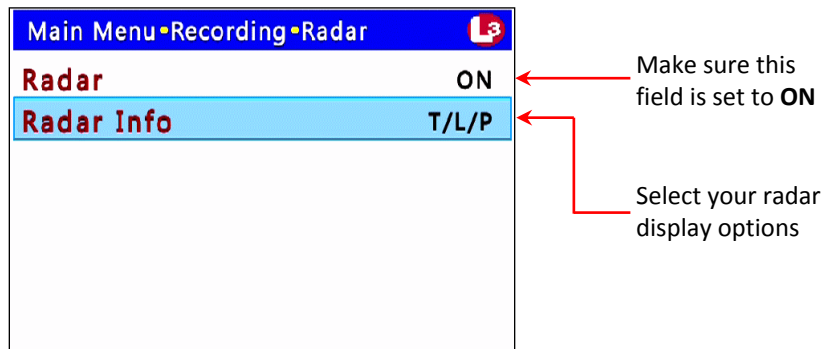 Main Menu•Recording•Radar L3
Radar ON
Make sure this
field is set to ON
Radar Info T/L/P
Select your radar
display options